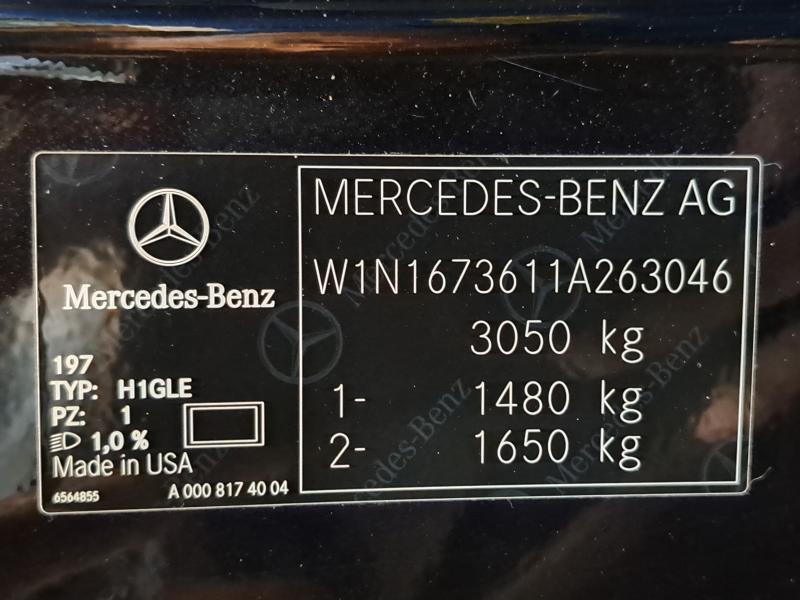 Mercedes-Benz
197
TYP: H1GLE
PZ: 1
1,0 %
Made in USA
6564855 A 000 817 40 04
MERCEDES-BENZ AG
W1N1673611A263046
3050 kg
1- 1480 kg
2- 1650 kg